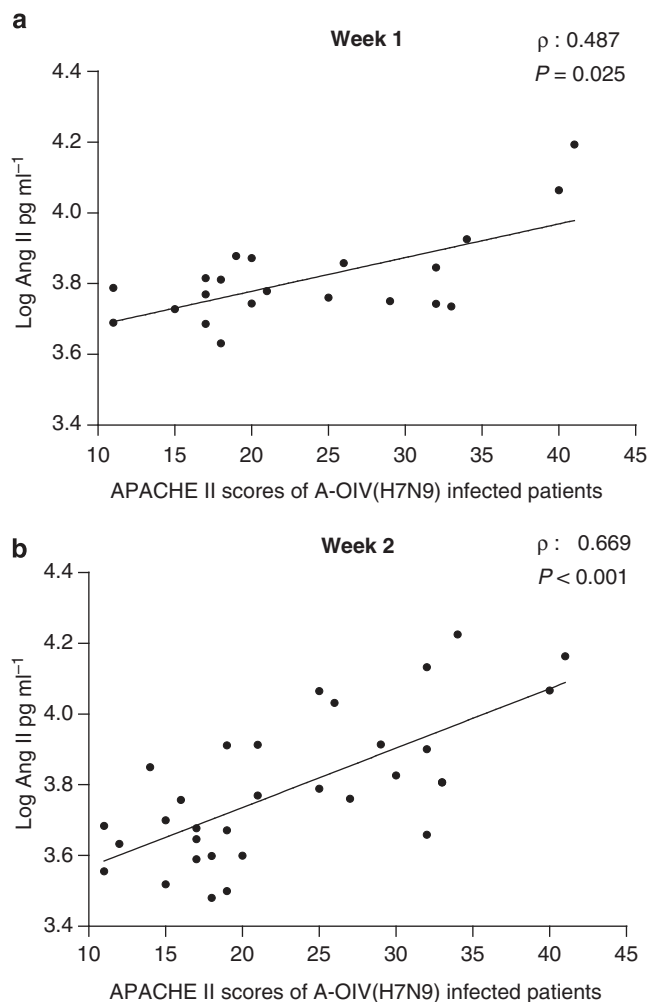 a
Week 1
ρ : 0.487
P = 0.025
Log Ang II pg ml⁻¹
4.4
4.2
4.0
3.8
3.6
3.4
10 15 20 25 30 35 40 45
APACHE II scores of A-OIV(H7N9) infected patients
b
Week 2
ρ : 0.669
P < 0.001
Log Ang II pg ml⁻¹
4.4
4.2
4.0
3.8
3.6
3.4
10 15 20 25 30 35 40 45
APACHE II scores of A-OIV(H7N9) infected patients